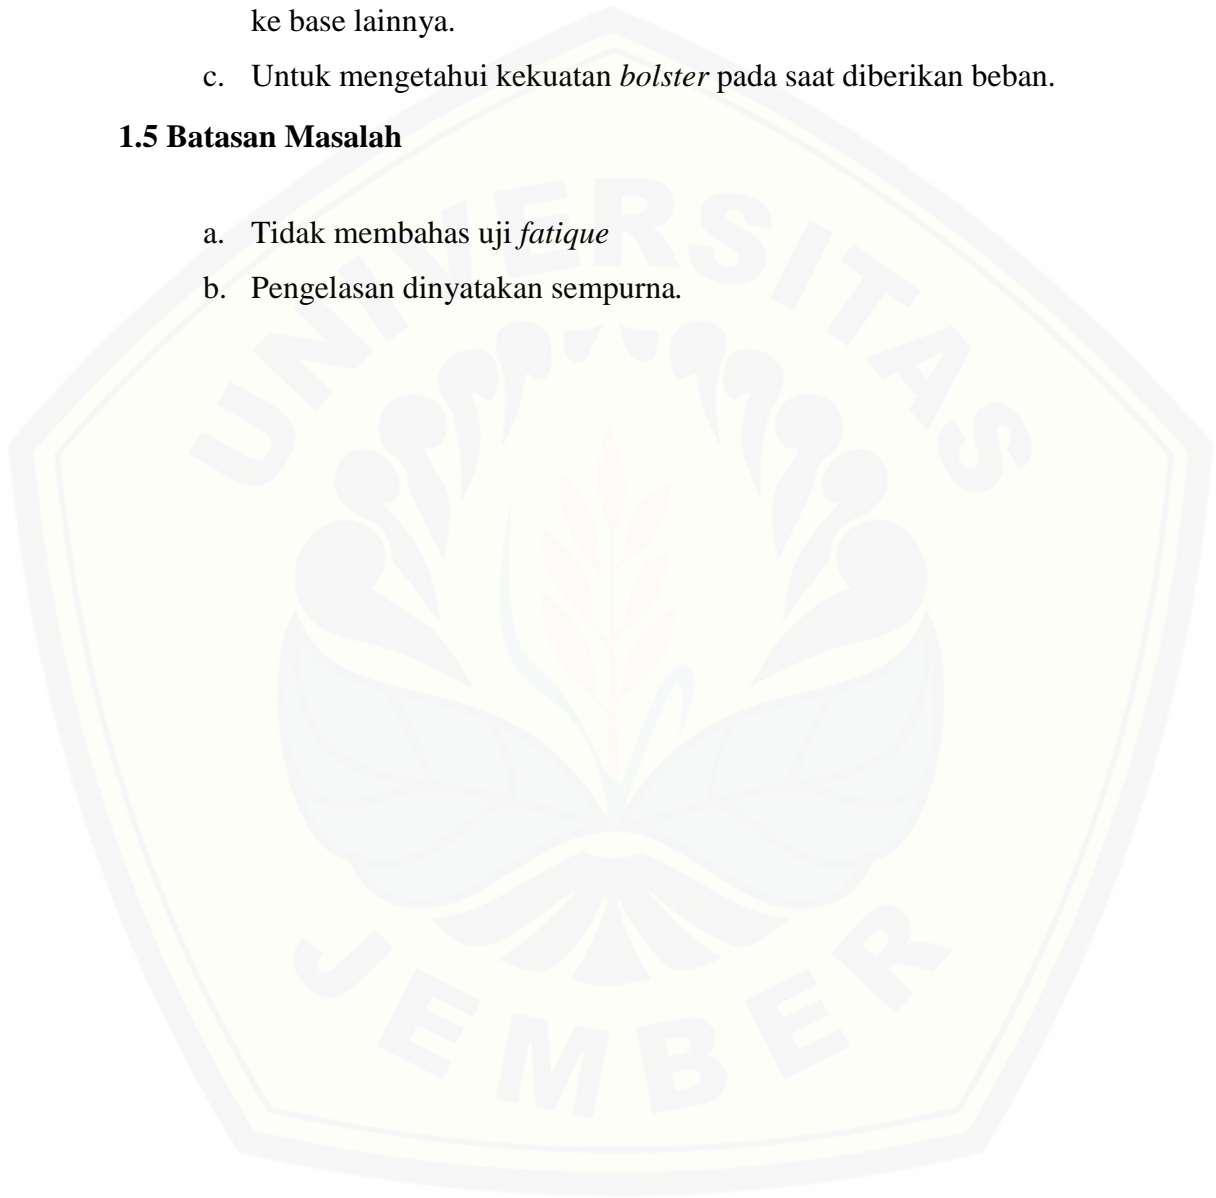 ke base lainnya.
c. Untuk mengetahui kekuatan bolster pada saat diberikan beban.
1.5 Batasan Masalah
a. Tidak membahas uji fatique
b. Pengelasan dinyatakan sempurna.
UNIVERSITAS
JEMBER